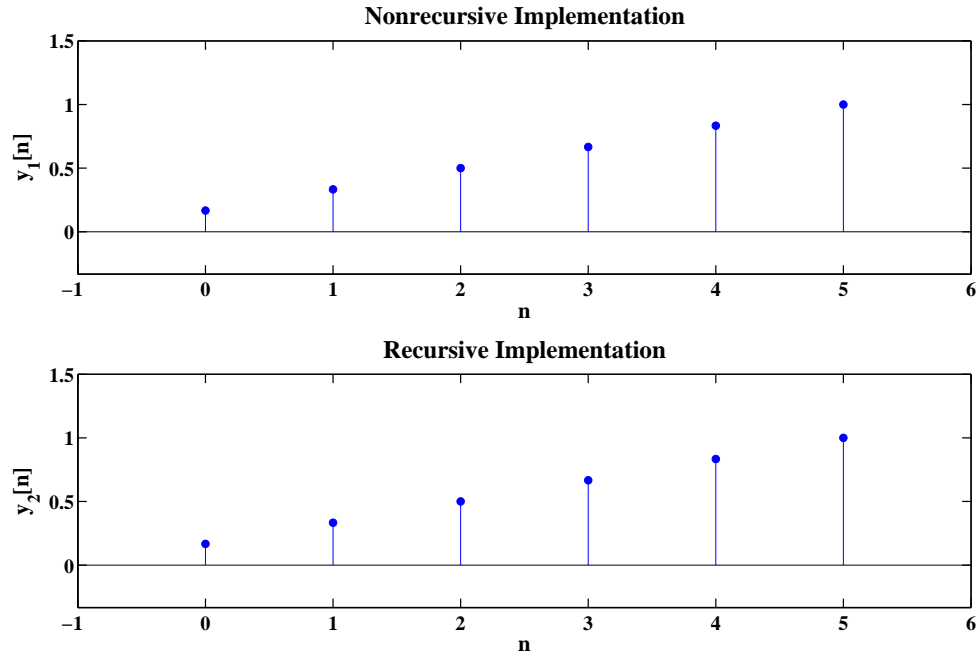 Nonrecursive Implementation
1.5
1
0.5
0
y1[n]
−1 0 1 2 3 4 5 6
n
Recursive Implementation
1.5
1
0.5
0
y2[n]
−1 0 1 2 3 4 5 6
n